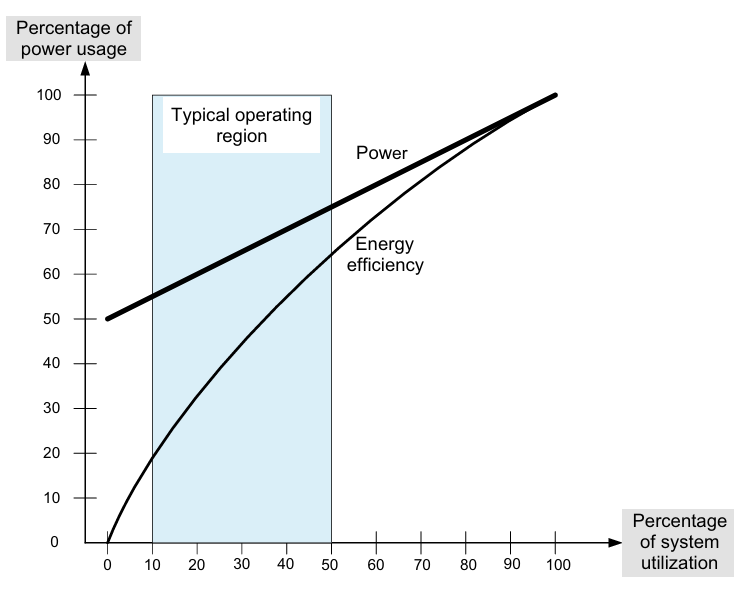 Percentage of
power usage
100
90
80
70
60
50
40
30
20
10
0
Typical operating
region
Power
Energy
efficiency
0 10 20 30 40 50 60 70 80 90 100
Percentage
of system
utilization